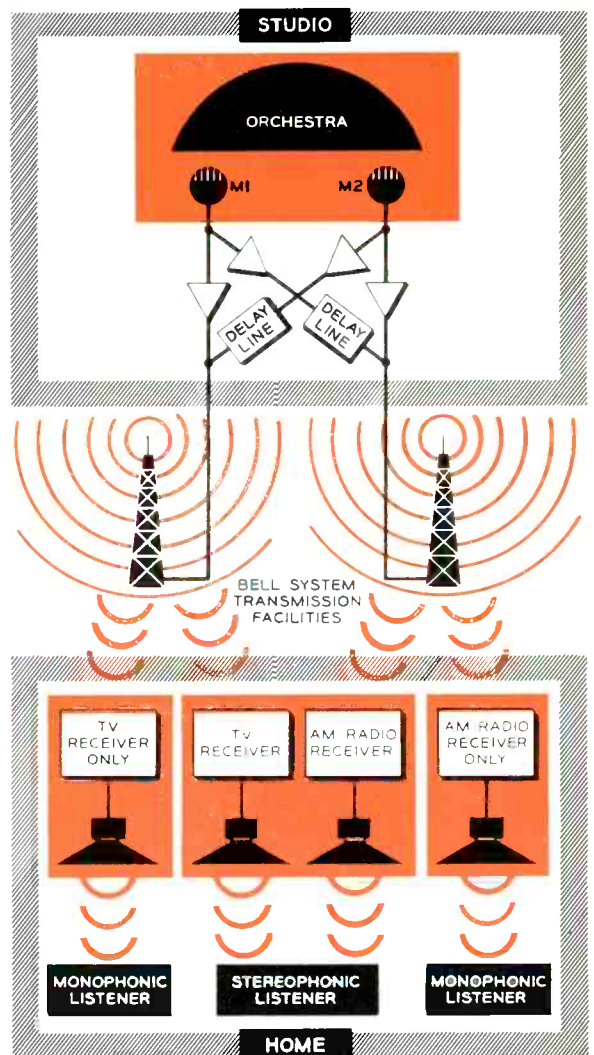 STUDIO
ORCHESTRA
M1
M2
DELAY
LINE
DELAY
LINE
BELL SYSTEM
TRANSMISSION
FACILITIES
TV
RECEIVER
ONLY
TV
RECEIVER
AM RADIO
RECEIVER
AM RADIO
RECEIVER
ONLY
MONOPHONIC
LISTENER
STEREOPHONIC
LISTENER
MONOPHONIC
LISTENER
HOME